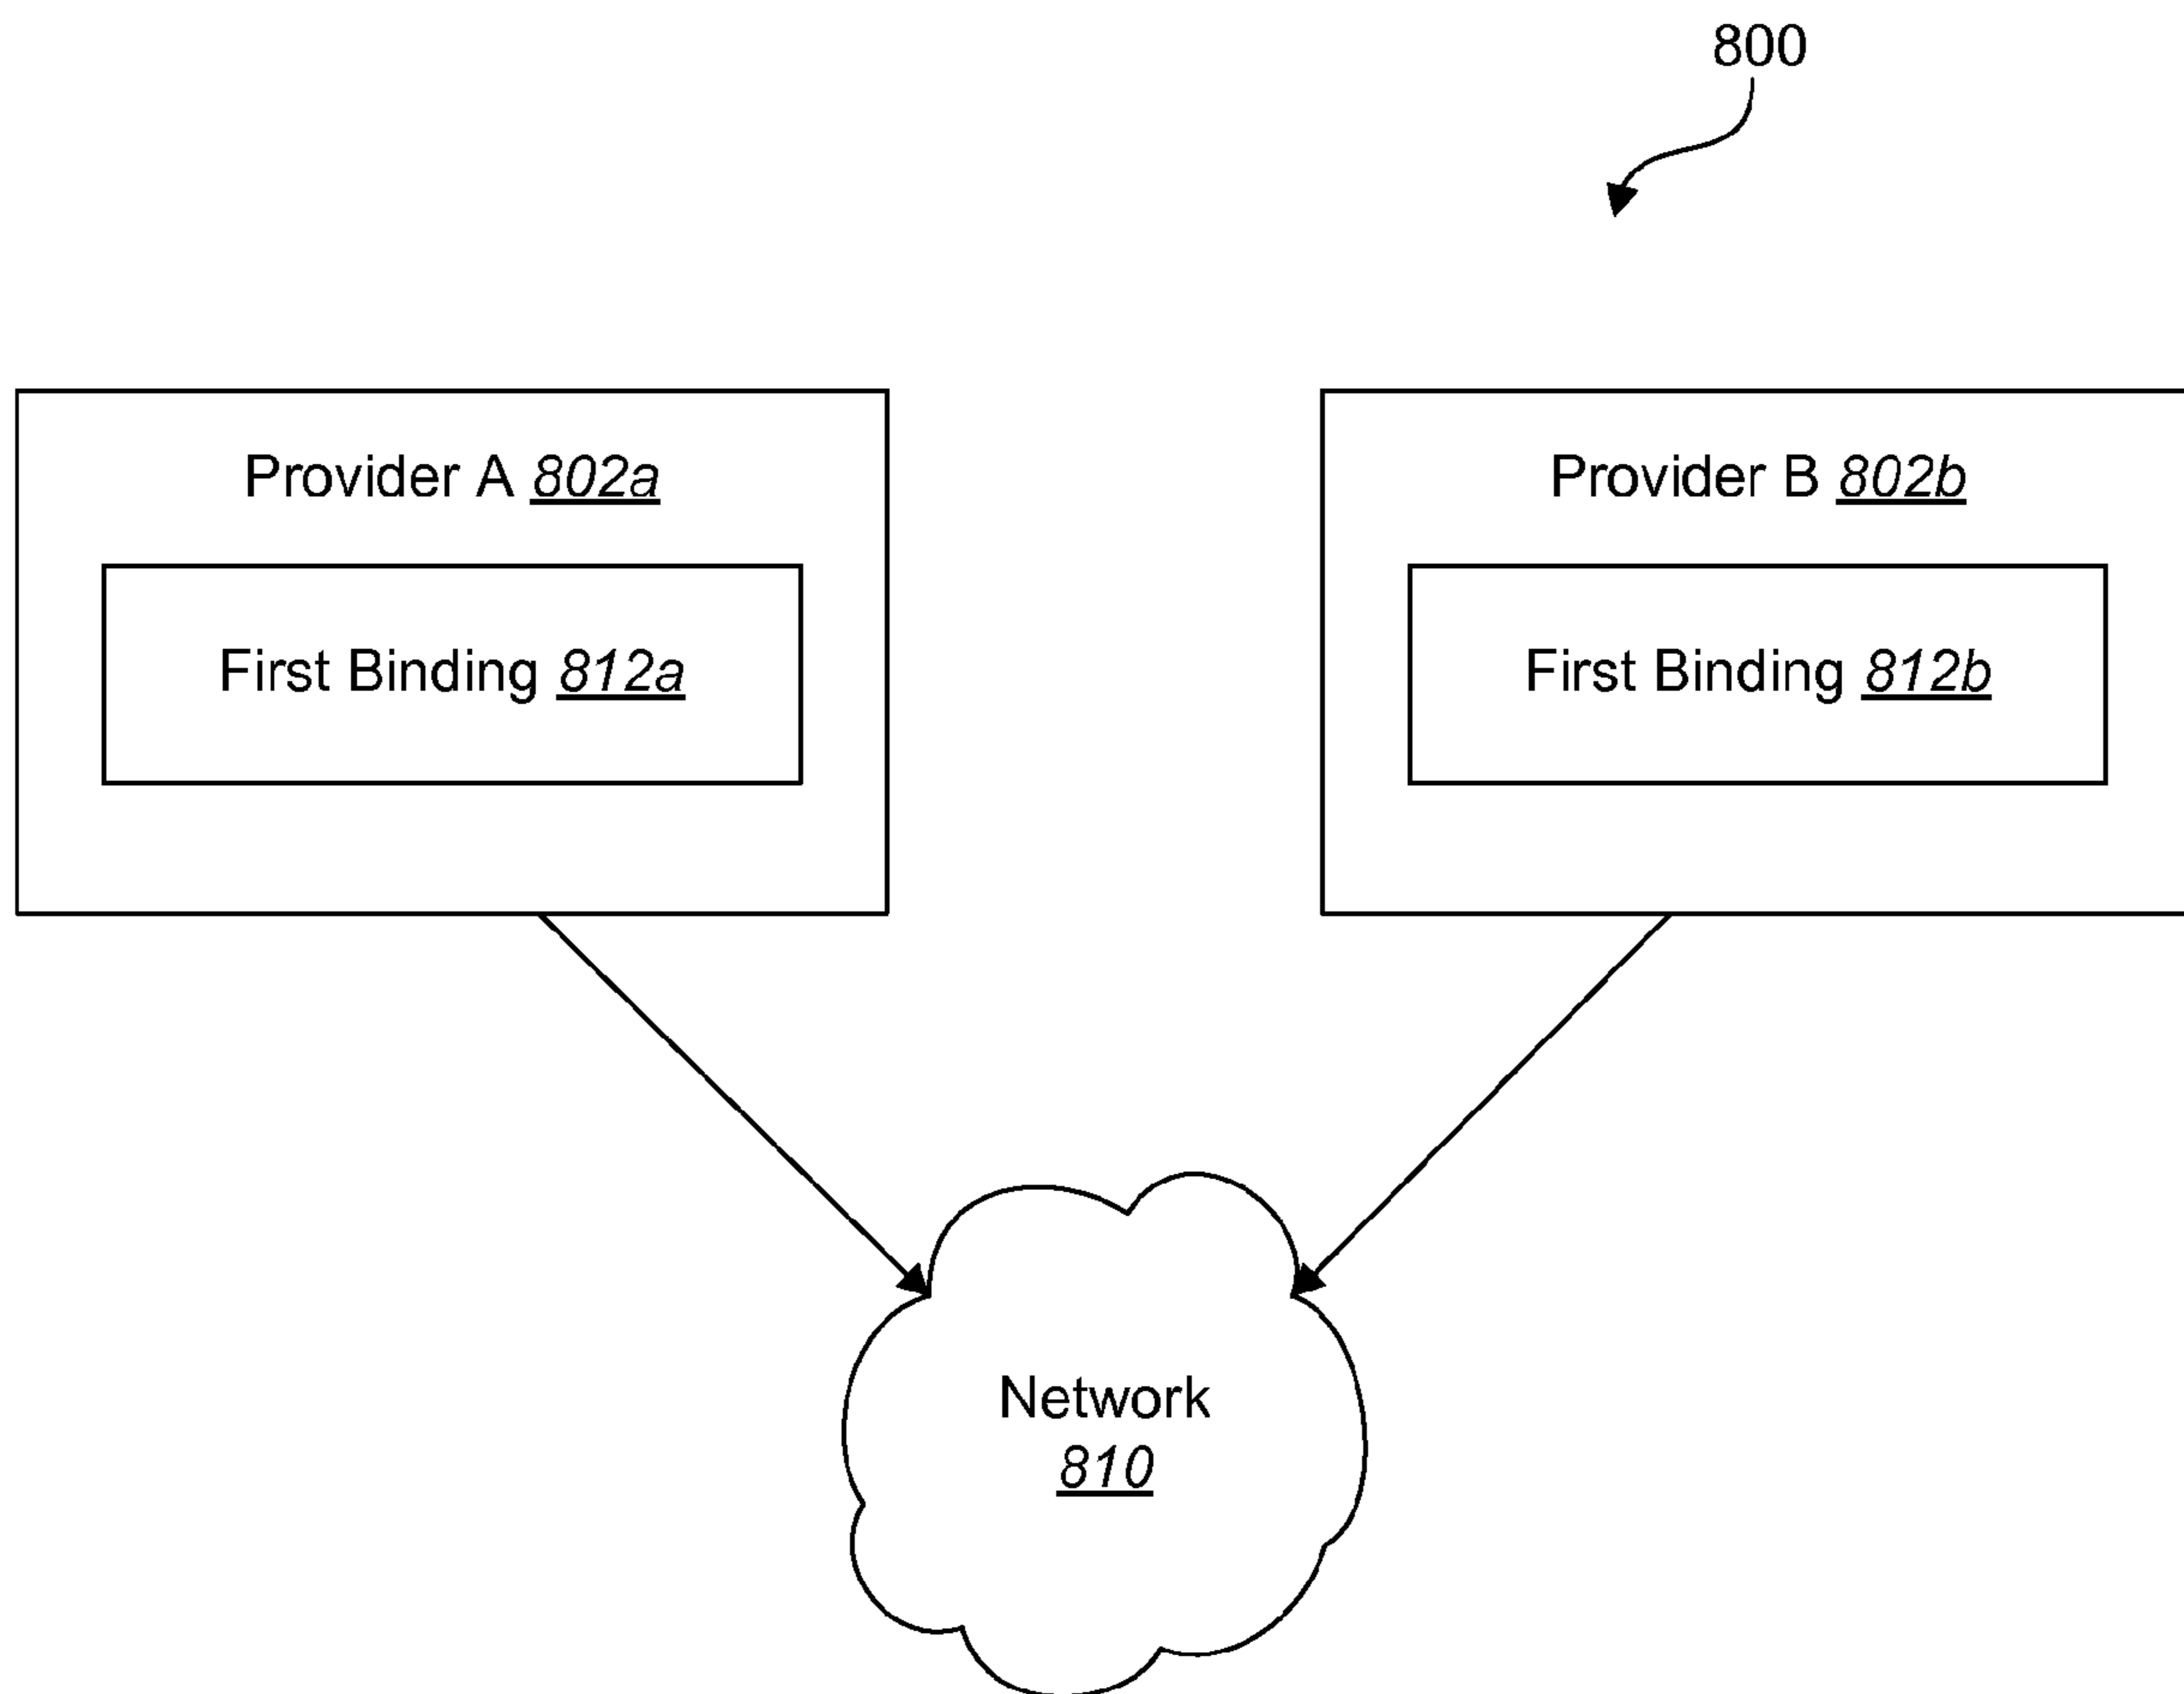 800
Provider A 802a
Provider B 802b
First Binding 812a
First Binding 812b
Network
810